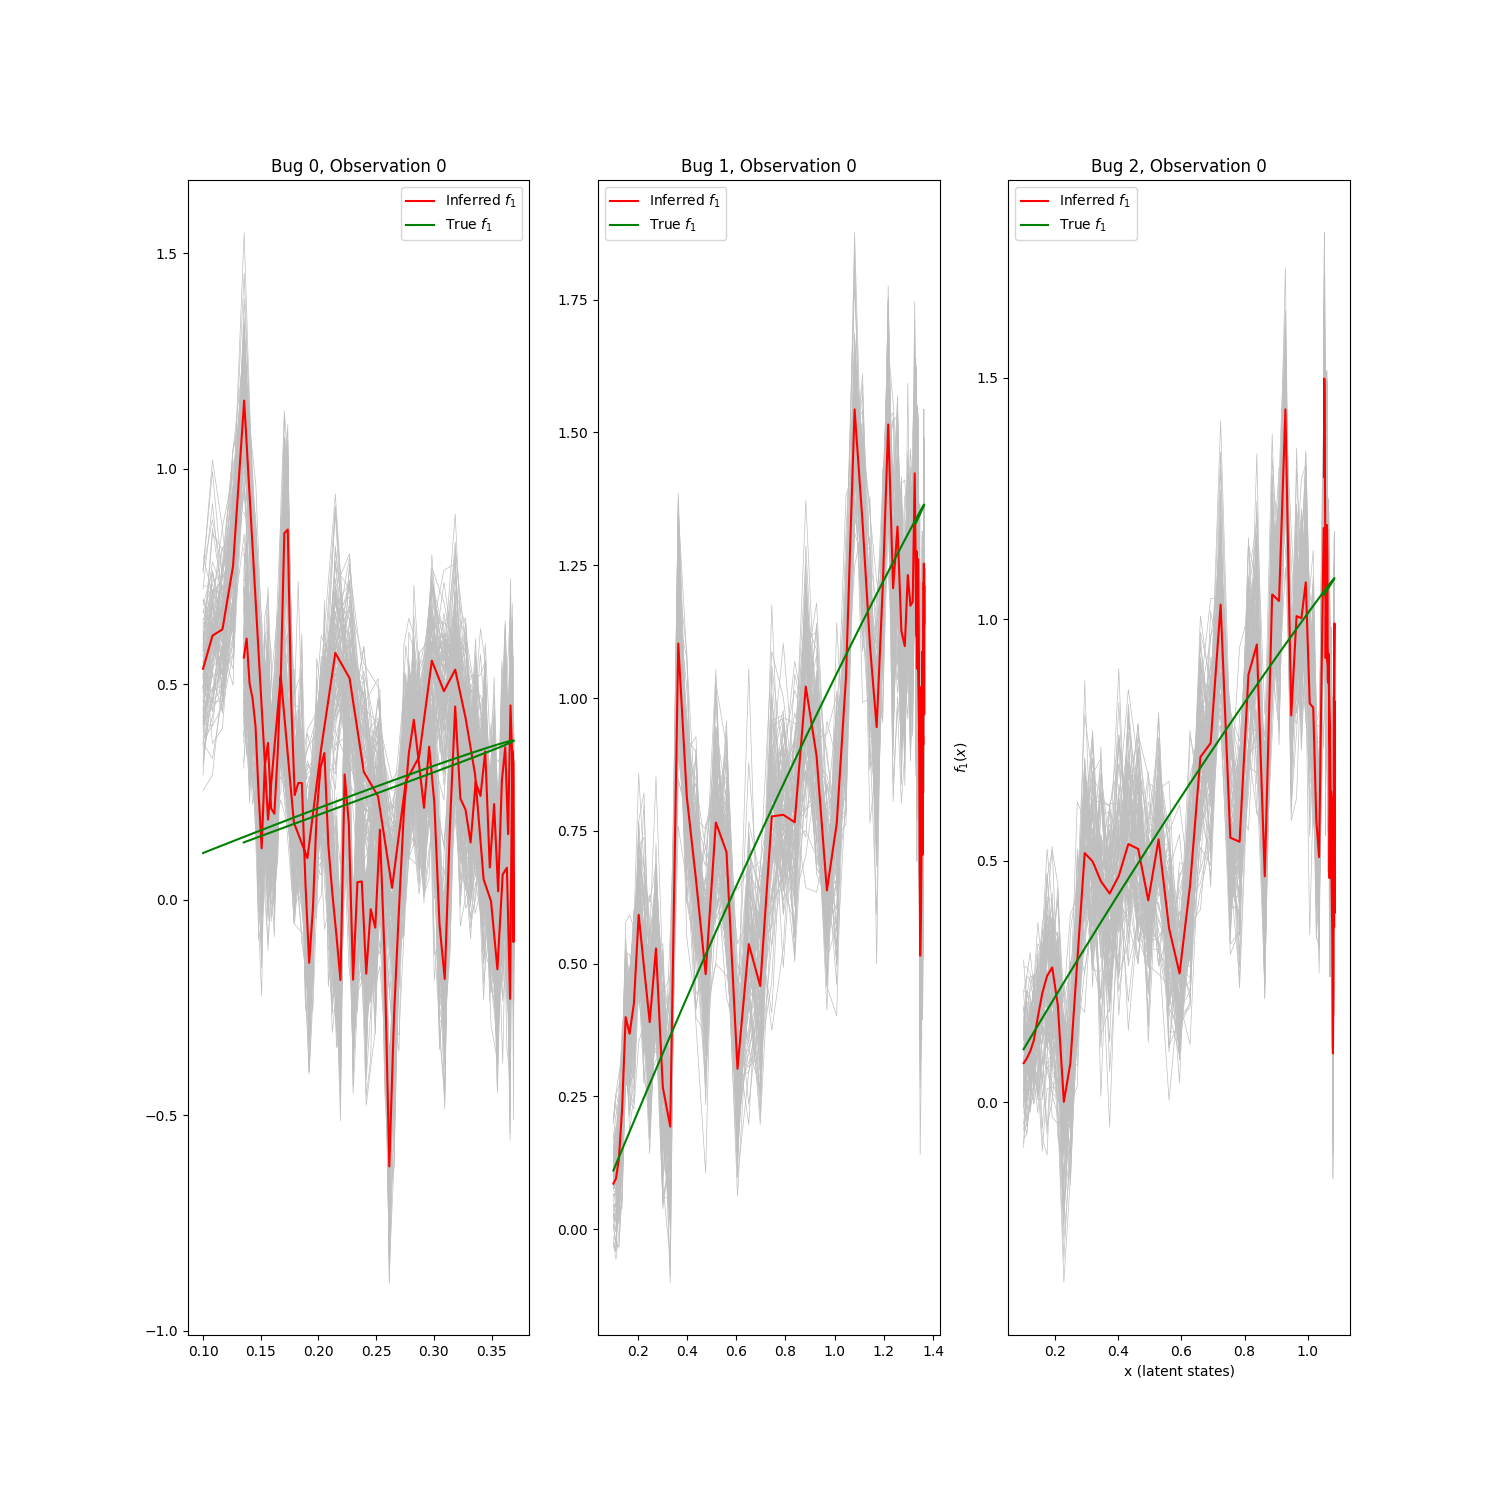 Bug 0, Observation 0
Inferred f₁
True f₁
1.5
1.0
0.5
0.0
−0.5
−1.0
0.10 0.15 0.20 0.25 0.30 0.35
Bug 1, Observation 0
Inferred f₁
True f₁
1.75
1.50
1.25
1.00
0.75
0.50
0.25
0.00
0.2 0.4 0.6 0.8 1.0 1.2 1.4
Bug 2, Observation 0
Inferred f₁
True f₁
f₁(x)
1.5
1.0
0.5
0.0
0.2 0.4 0.6 0.8 1.0
x (latent states)